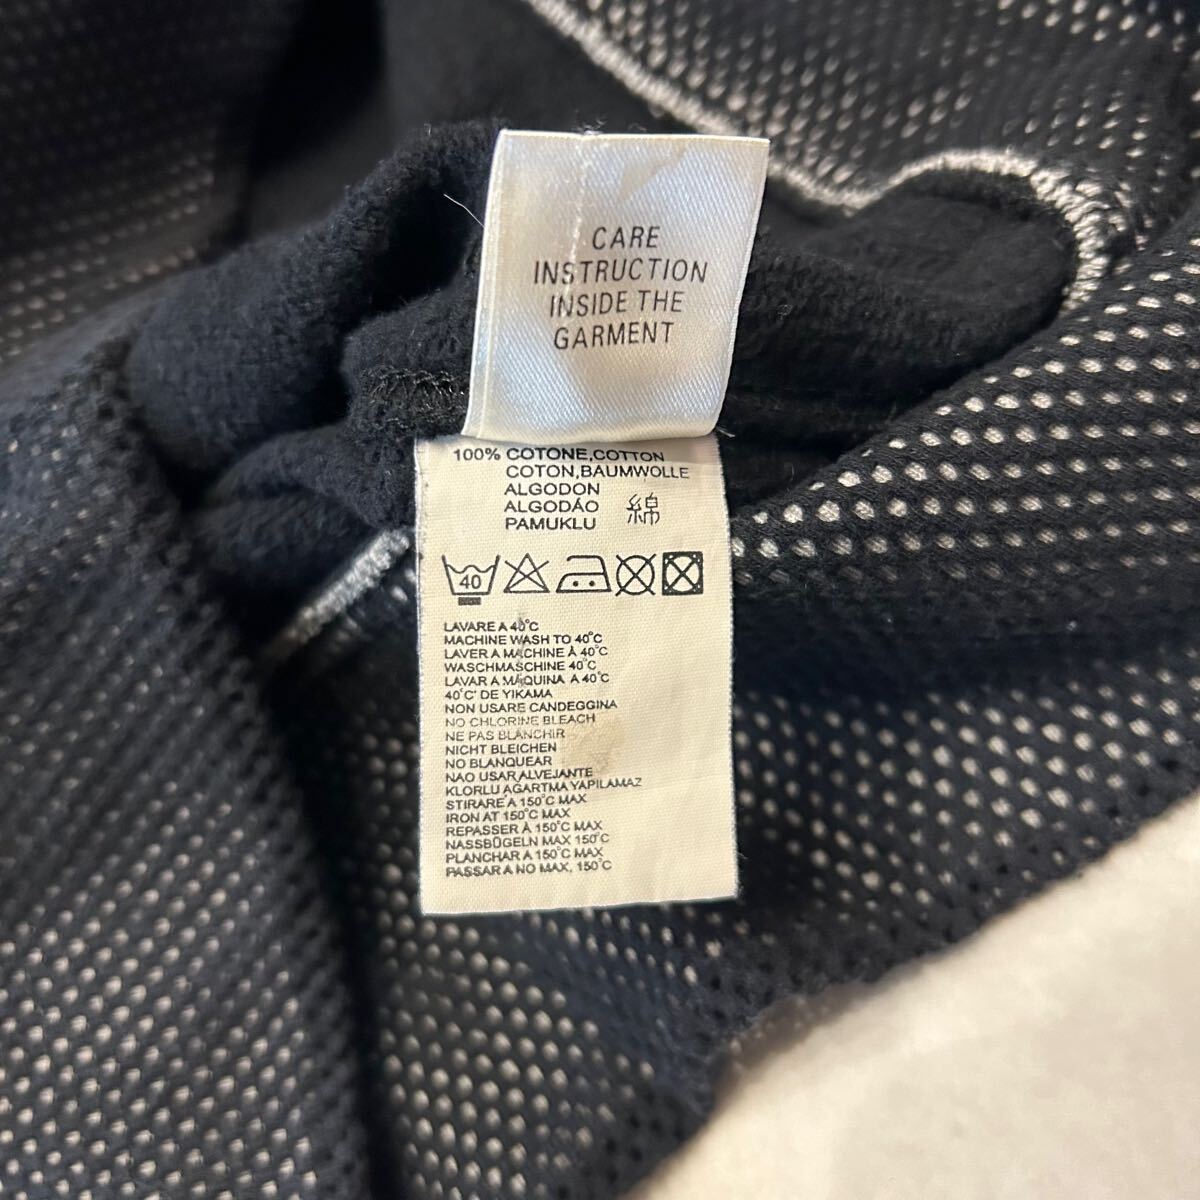 CARE
INSTRUCTION
INSIDE THE
GARMENT
100% COTONE,COTTON
COTON,BAUMWOLLE
ALGODON
ALGODÁO 綿
PAMUKLU
40
LAVARE A 40°C
MACHINE WASH TO 40°C
LAVER A MACHINE À 40°C
WASCHMASCHINE 40°C
LAVAR A MÁQUINA A 40°C
40°C' DE YIKAMA
NON USARE CANDEGGINA
NO CHLORINE BLEACH
NE PAS BLANCHIR
NICHT BLEICHEN
NO BLANQUEAR
NAO USAR ALVEJANTE
KLORLU AGARTMA YAPILAMAZ
STIRARE A 150°C MAX
IRON AT 150°C MAX
REPASSER À 150°C MAX
NASSBÜGELN MAX 150°C
PLANCHAR A 150°C MAX
PASSAR A NO MAX, 150°C